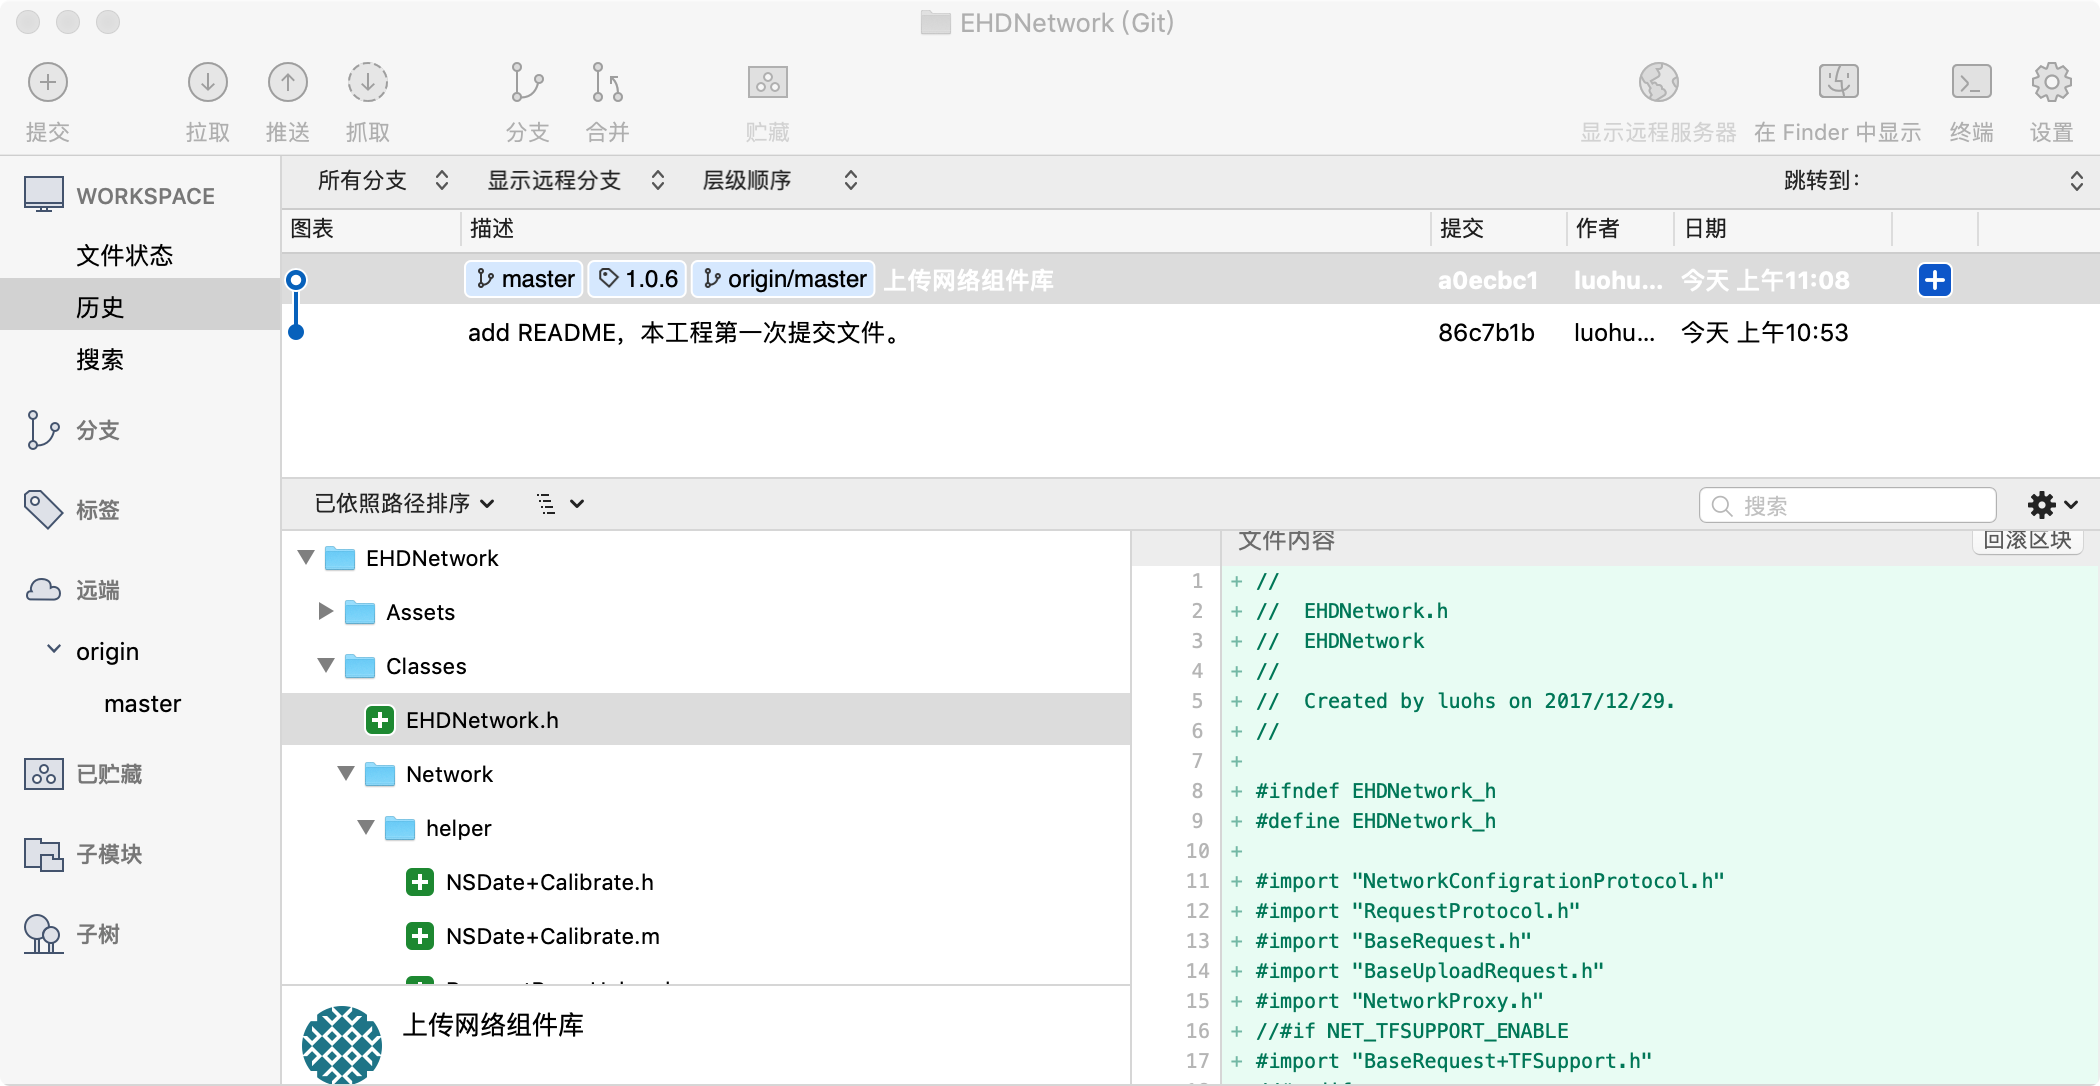 EHDNetwork (Git)
提交 拉取 推送 抓取 分支 合并 贮藏 显示远程服务器 在 Finder 中显示 终端 设置
WORKSPACE
文件状态
历史
搜索
分支
标签
远端
origin
master
已贮藏
子模块
子树
所有分支 显示远程分支 层级顺序 跳转到:
图表 描述 提交 作者 日期
master 1.0.6 origin/master 上传网络组件库 a0ecbc1 luohu... 今天 上午11:08
add README，本工程第一次提交文件。 86c7b1b luohu... 今天 上午10:53
已依照路径排序 搜索
EHDNetwork
Assets
Classes
EHDNetwork.h
Network
helper
NSDate+Calibrate.h
NSDate+Calibrate.m
上传网络组件库
文件内容 回滚区块
1 + //
2 + //  EHDNetwork.h
3 + //  EHDNetwork
4 + //
5 + //  Created by luohs on 2017/12/29.
6 + //
7 +
8 + #ifndef EHDNetwork_h
9 + #define EHDNetwork_h
10 +
11 + #import "NetworkConfigrationProtocol.h"
12 + #import "RequestProtocol.h"
13 + #import "BaseRequest.h"
14 + #import "BaseUploadRequest.h"
15 + #import "NetworkProxy.h"
16 + //#if NET_TFSUPPORT_ENABLE
17 + #import "BaseRequest+TFSupport.h"